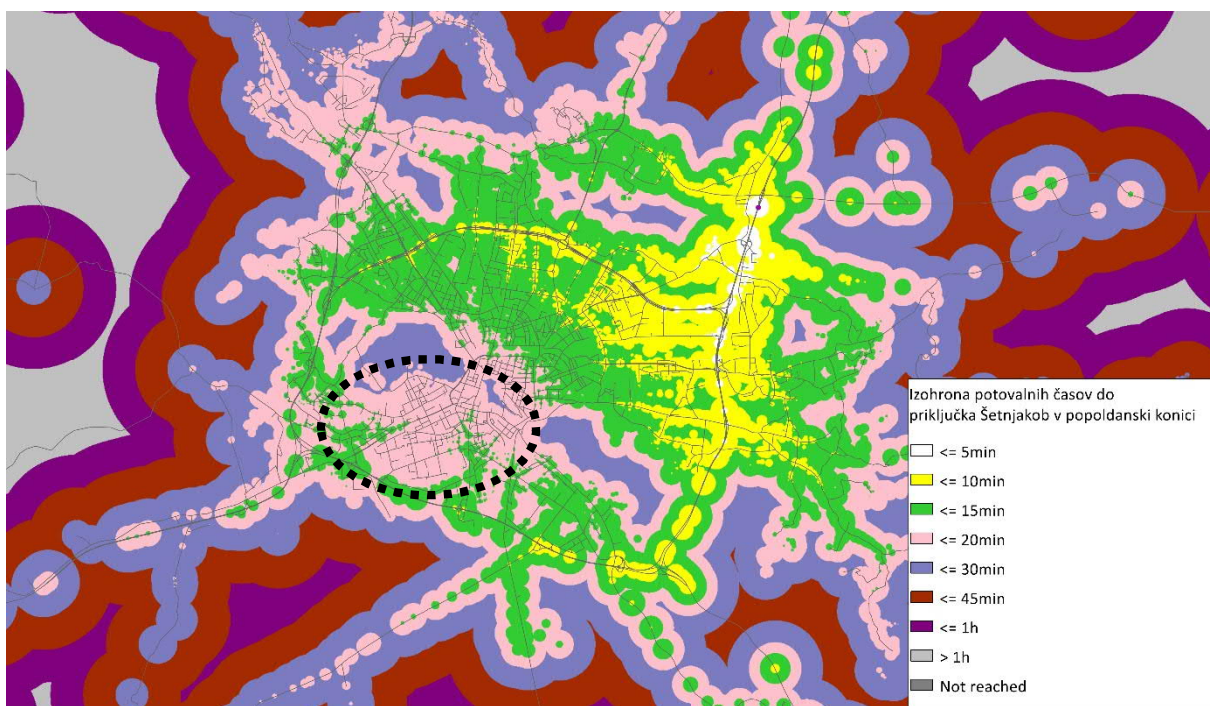 Izohrona potovalnih časov do
priključka Šetnjakob v popoldanski konici
<= 5min
<= 10min
<= 15min
<= 20min
<= 30min
<= 45min
<= 1h
> 1h
Not reached